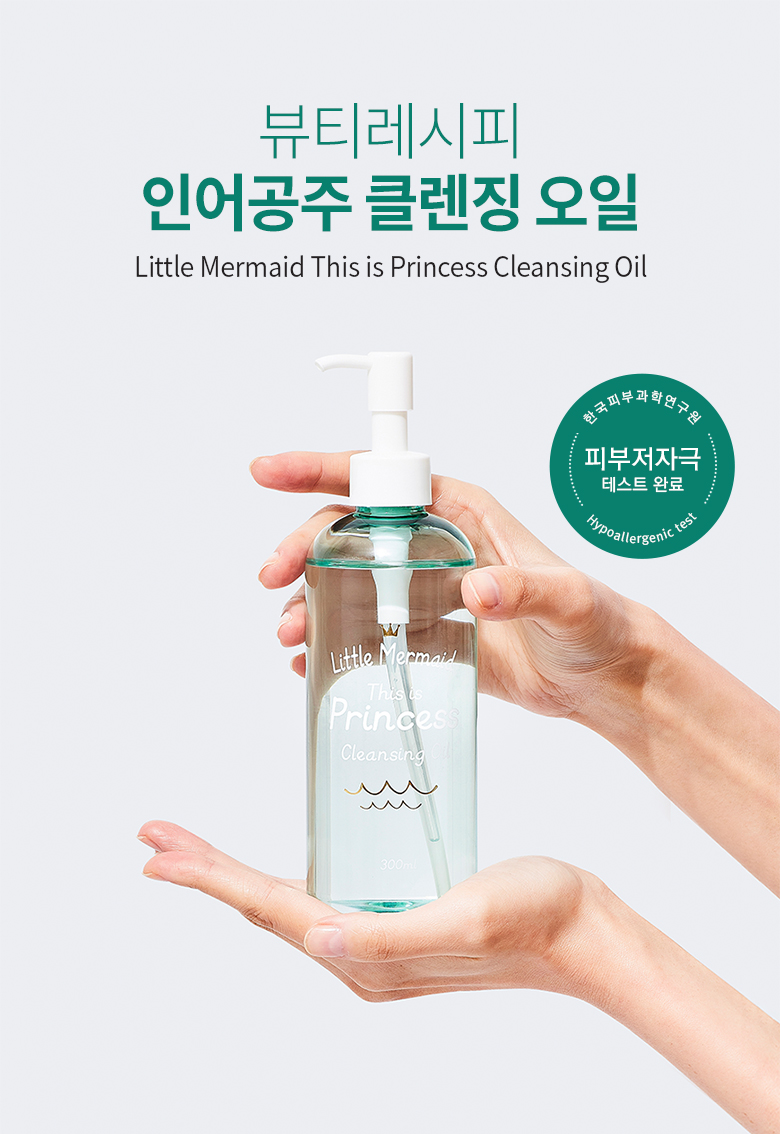 뷰티레시피
인어공주 클렌징 오일
Little Mermaid This is Princess Cleansing Oil
한국피부과학연구원
피부저자극
테스트 완료
Hypoallergenic test
Little Mermaid
This is
Princess
Cleansing
300ml